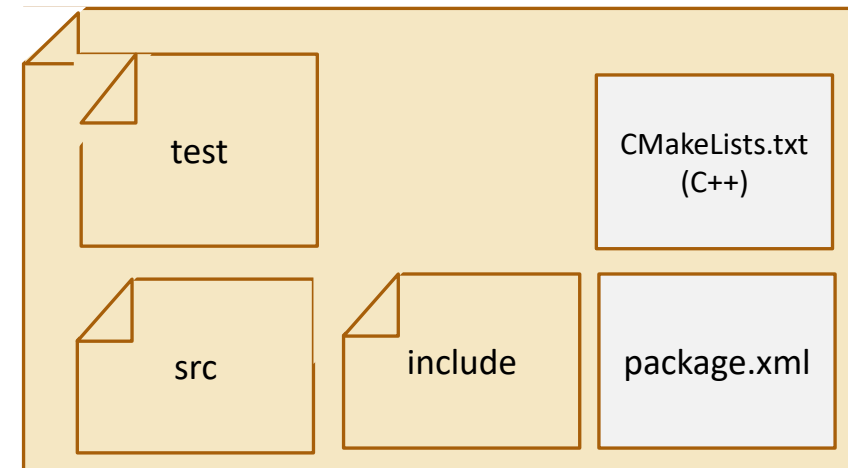 test
CMakeLists.txt
(C++)
src
include
package.xml